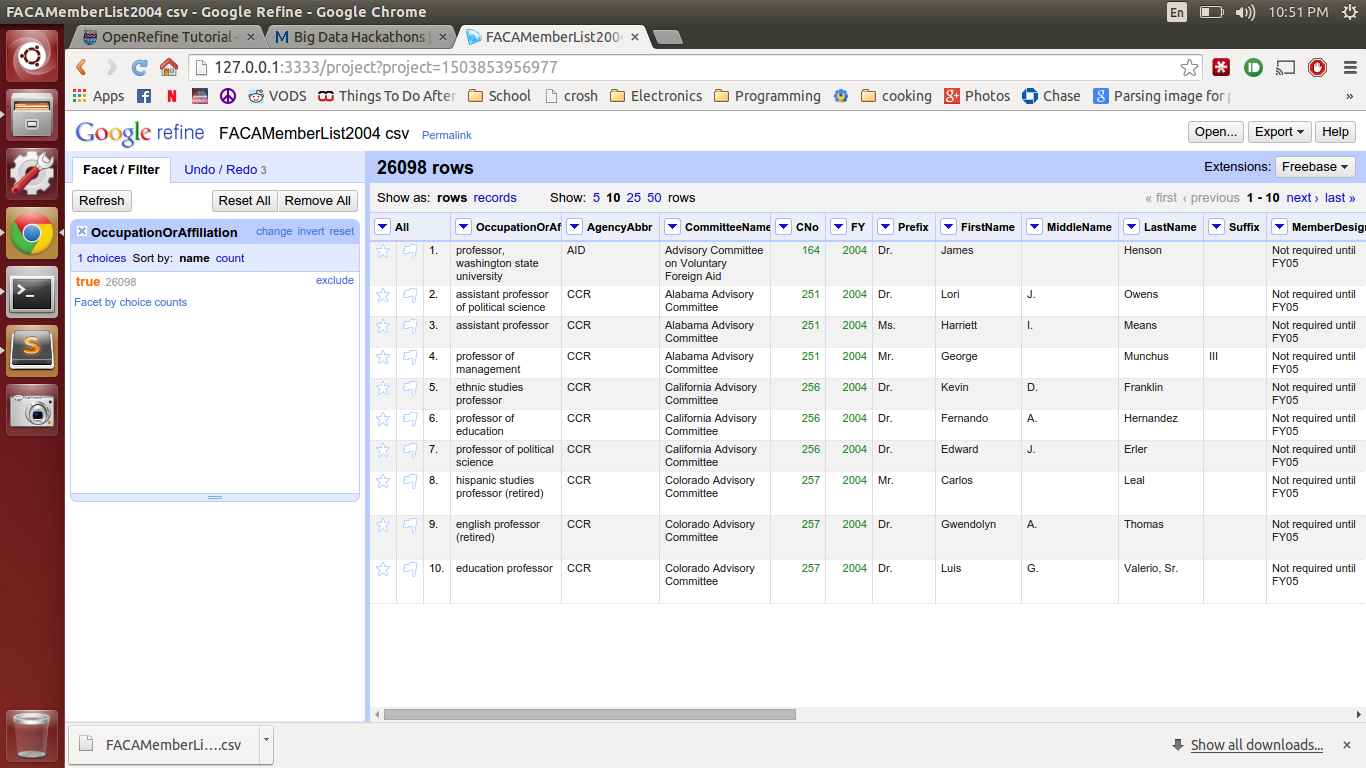 FACAMemberList2004 csv - Google Refine - Google Chrome
En
10:51 PM
OpenRefine Tutorial -
Big Data Hackathons |
FACAMemberList200
127.0.0.1:3333/project?project=1503853956977
Apps
VODS
Things To Do After
School
crosh
Electronics
Programming
cooking
Photos
Chase
Parsing image for p
»
Google refine
FACAMemberList2004 csv
Permalink
Open...
Export
Help
Facet / Filter
Undo / Redo 3
26098 rows
Extensions:
Freebase
Refresh
Reset All
Remove All
Show as: rows records
Show: 5 10 25 50 rows
« first ‹ previous 1 - 10 next › last »
OccupationOrAffiliation
change invert reset
1 choices Sort by: name count
true 26098
exclude
Facet by choice counts
All OccupationOrAf AgencyAbbr CommitteeName CNo FY Prefix FirstName MiddleName LastName Suffix MemberDesign
1. professor, AID Advisory Committee 164 2004 Dr. James Henson Not required until
washington state on Voluntary FY05
university Foreign Aid
2. assistant professor CCR Alabama Advisory 251 2004 Dr. Lori J. Owens Not required until
of political science Committee FY05
3. assistant professor CCR Alabama Advisory 251 2004 Ms. Harriett I. Means Not required until
Committee FY05
4. professor of CCR Alabama Advisory 251 2004 Mr. George Munchus III Not required until
management Committee FY05
5. ethnic studies CCR California Advisory 256 2004 Dr. Kevin D. Franklin Not required until
professor Committee FY05
6. professor of CCR California Advisory 256 2004 Dr. Fernando A. Hernandez Not required until
education Committee FY05
7. professor of political CCR California Advisory 256 2004 Dr. Edward J. Erler Not required until
science Committee FY05
8. hispanic studies CCR Colorado Advisory 257 2004 Mr. Carlos Leal Not required until
professor (retired) Committee FY05
9. english professor CCR Colorado Advisory 257 2004 Dr. Gwendolyn A. Thomas Not required until
(retired) Committee FY05
10. education professor CCR Colorado Advisory 257 2004 Dr. Luis G. Valerio, Sr. Not required until
Committee FY05
FACAMemberLi....csv
Show all downloads...